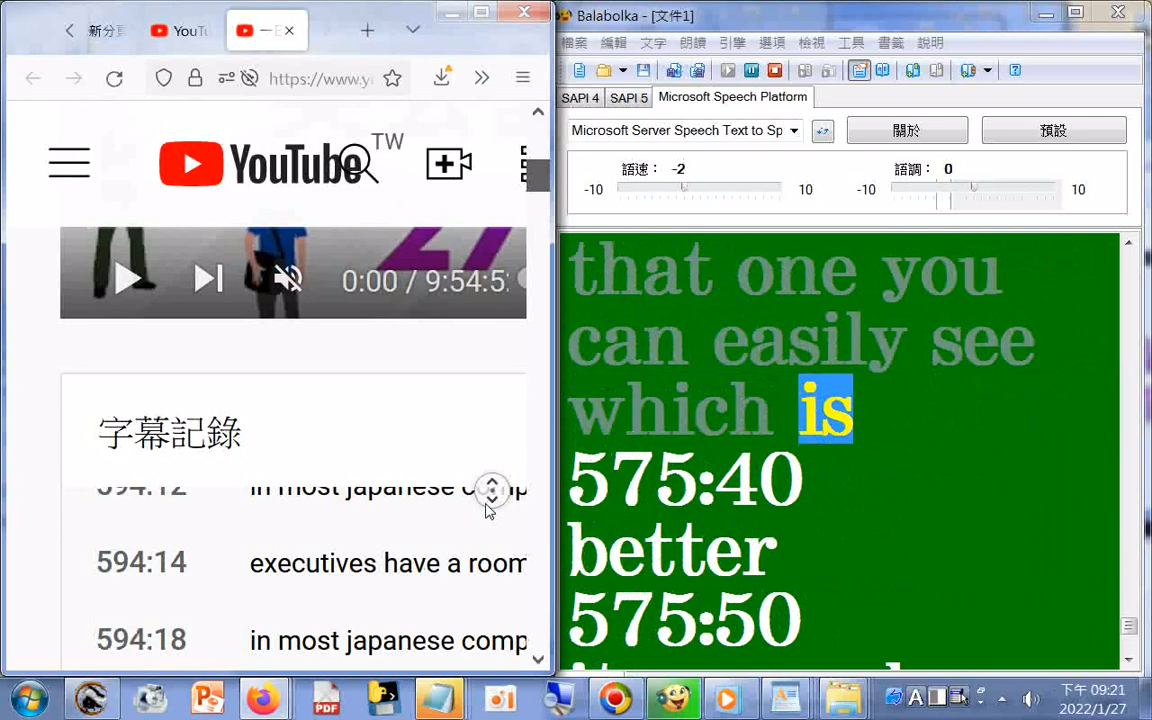 新分頁
YouTu
一 E
https://www.y
YouTube
TW
0:00 / 9:54:5
字幕記錄
594:12 in most japanese comp
594:14 executives have a room
594:18 in most japanese comp
Balabolka - [文件1]
檔案 編輯 文字 朗讀 引擎 選項 檢視 工具 書籤 說明
SAPI 4 SAPI 5 Microsoft Speech Platform
Microsoft Server Speech Text to Sp
關於 預設
語速： -2 語調： 0
-10 10 -10 10
that one you
can easily see
which is
575:40
better
575:50
PDF
A
下午 09:21
2022/1/27